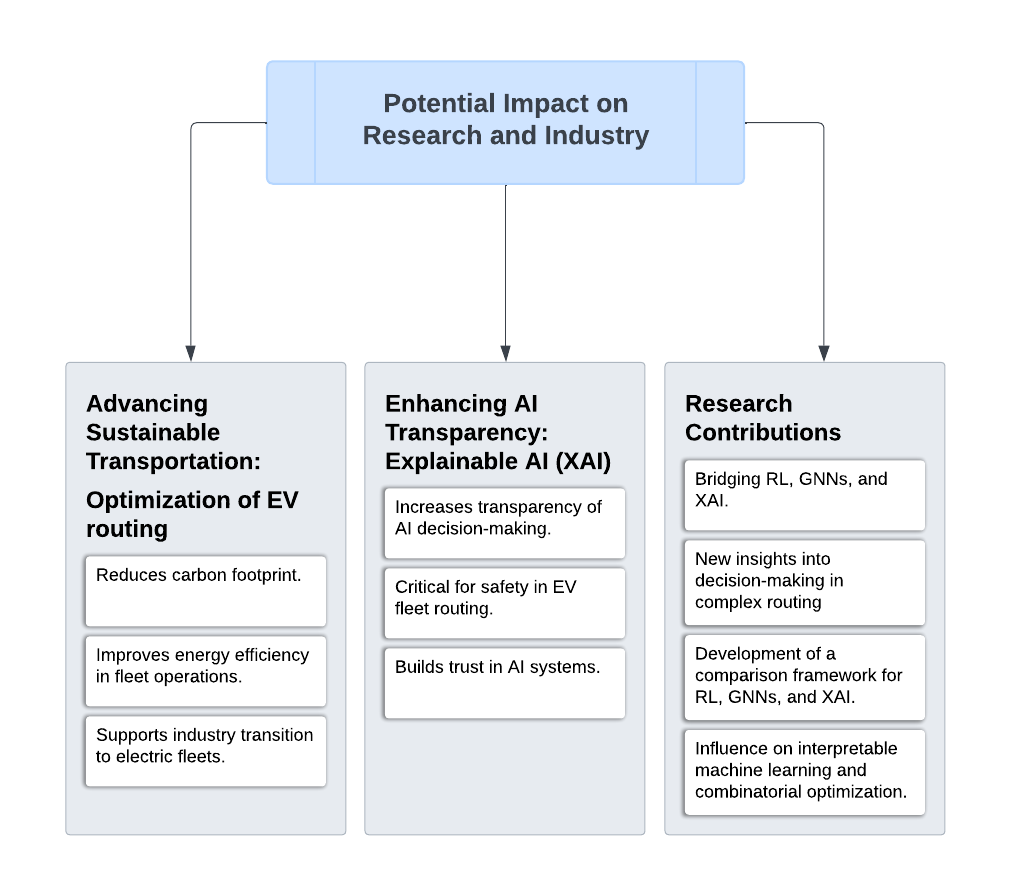 Potential Impact on
Research and Industry
Advancing
Sustainable
Transportation:
Optimization of EV
routing
Reduces carbon footprint.
Improves energy efficiency
in fleet operations.
Supports industry transition
to electric fleets.
Enhancing AI
Transparency:
Explainable AI (XAI)
Increases transparency of
AI decision-making.
Critical for safety in EV
fleet routing.
Builds trust in AI systems.
Research
Contributions
Bridging RL, GNNs, and
XAI.
New insights into
decision-making in
complex routing
Development of a
comparison framework for
RL, GNNs, and XAI.
Influence on interpretable
machine learning and
combinatorial optimization.